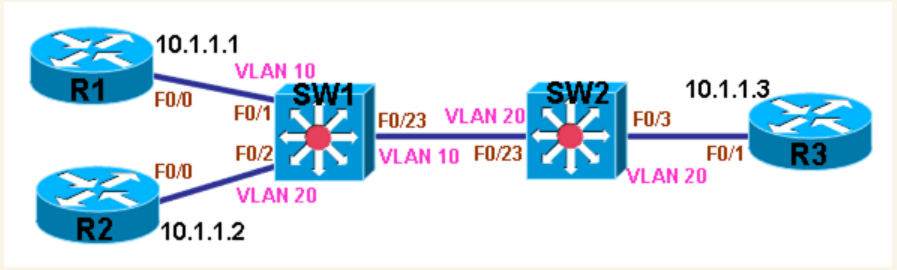 10.1.1.1
VLAN 10
R1
F0/0
F0/1
SW1
F0/23
VLAN 10
VLAN 20
F0/23
SW2
F0/3
VLAN 20
10.1.1.3
F0/1
R3
F0/2
F0/0
VLAN 20
R2
10.1.1.2